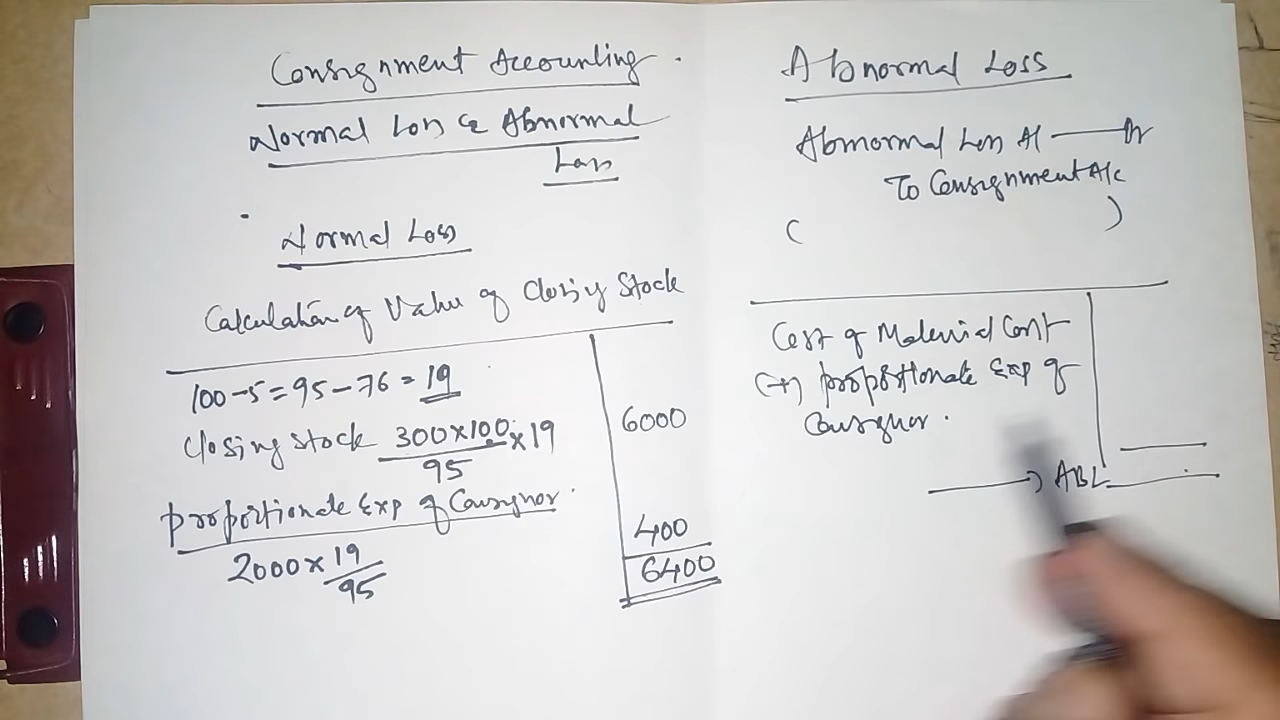 Consignment Accounting.
Normal Loss & Abnormal
Loss
Normal Loss
Calculation of Value of Closing Stock
100-5=95-76=19
Closing stock 300×100×19
95
6000
proportionate Exp of Consignor.
400
2000×19
95
6400
Abnormal Loss
Abnormal Loss A/c Dr
To Consignment A/c
( )
Cost of Material Cont
(+) proportionate Exp of
Consignor.
→ ABL